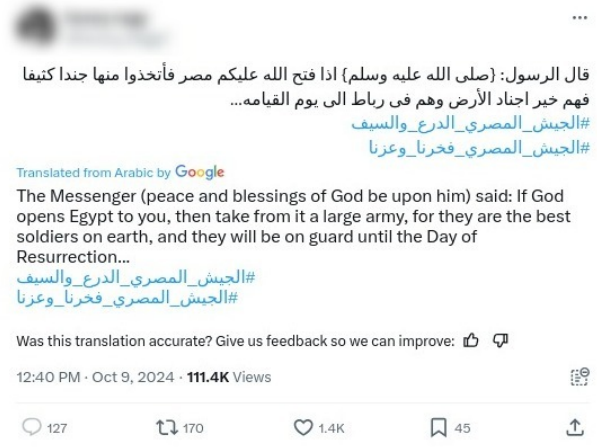 قال الرسول: {صلى الله عليه وسلم} اذا فتح الله عليكم مصر فأتخذوا منها جندا كثيفا
فهم خير اجناد الأرض وهم فى رباط الى يوم القيامه...
#الجيش_المصري_الدرع_والسيف
#الجيش_المصري_فخرنا_وعزنا
Translated from Arabic by Google
The Messenger (peace and blessings of God be upon him) said: If God
opens Egypt to you, then take from it a large army, for they are the best
soldiers on earth, and they will be on guard until the Day of
Resurrection...
#الجيش_المصري_الدرع_والسيف
#الجيش_المصري_فخرنا_وعزنا
Was this translation accurate? Give us feedback so we can improve:
12:40 PM · Oct 9, 2024 · 111.4K Views
127 170 1.4K 45